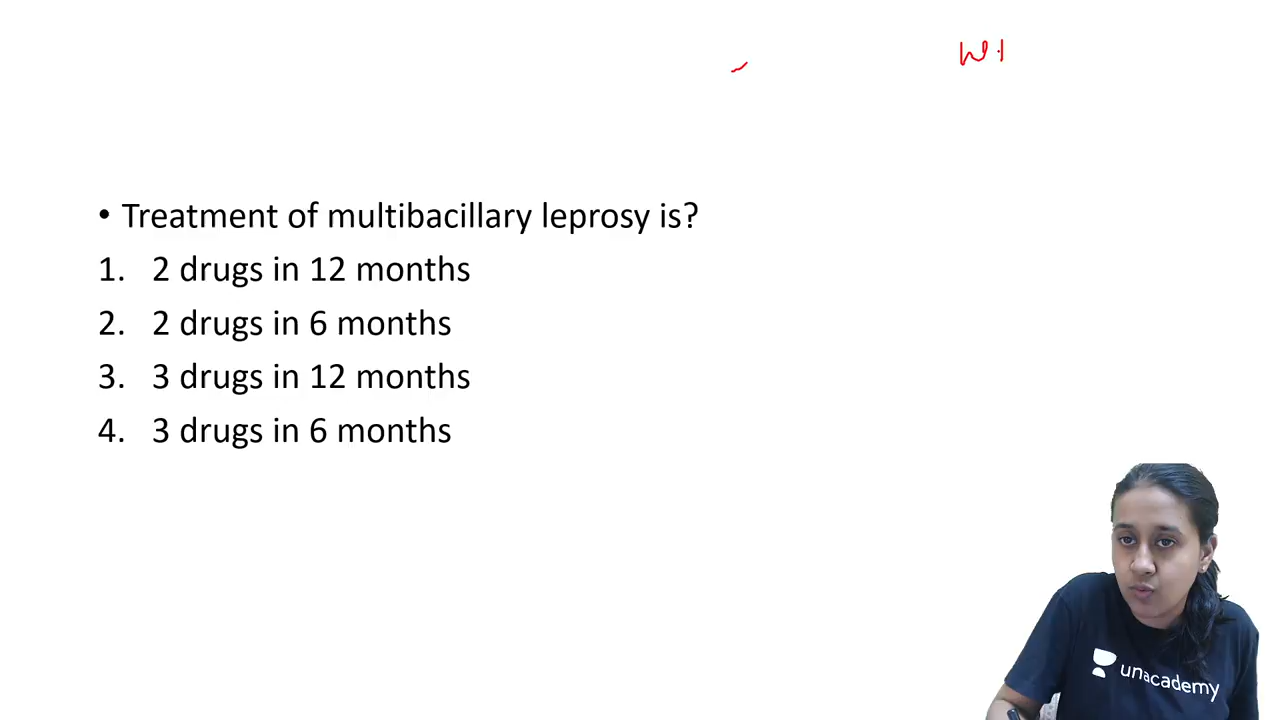 • Treatment of multibacillary leprosy is?
1. 2 drugs in 12 months
2. 2 drugs in 6 months
3. 3 drugs in 12 months
4. 3 drugs in 6 months
unacademy